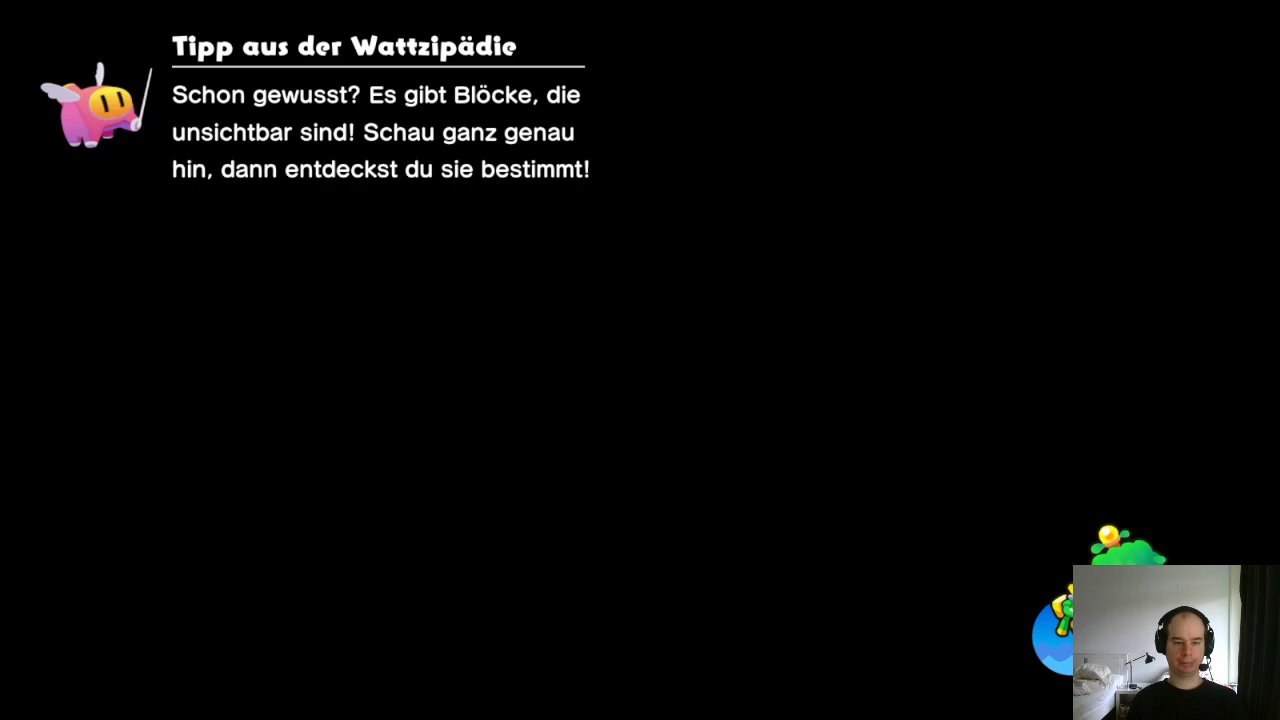 Tipp aus der Wattzipädie
Schon gewusst? Es gibt Blöcke, die
unsichtbar sind! Schau ganz genau
hin, dann entdeckst du sie bestimmt!